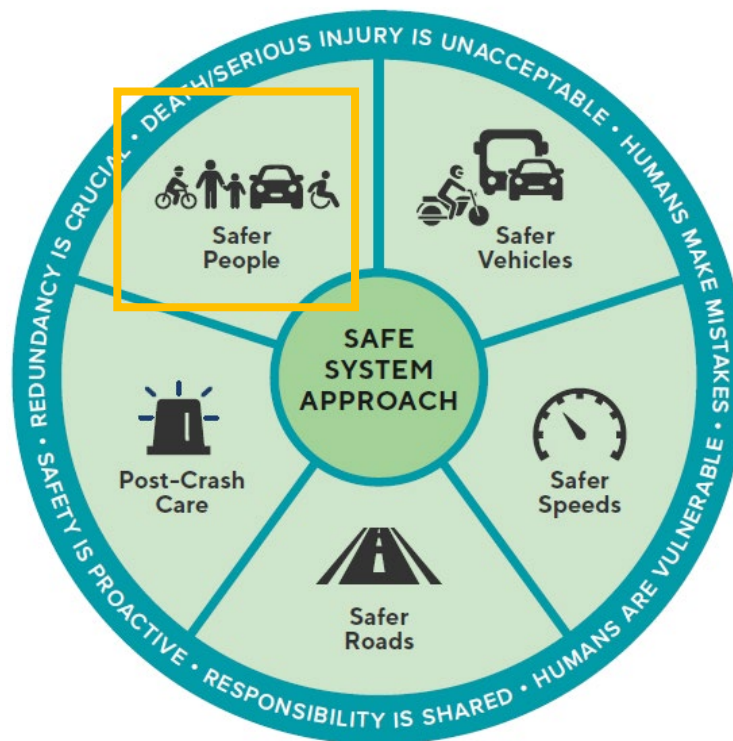 DEATH/SERIOUS INJURY IS UNACCEPTABLE • HUMANS MAKE MISTAKES • HUMANS ARE VULNERABLE • RESPONSIBILITY IS SHARED • SAFETY IS PROACTIVE • REDUNDANCY IS CRUCIAL •
Safer
People
Safer
Vehicles
SAFE
SYSTEM
APPROACH
Post-Crash
Care
Safer
Speeds
Safer
Roads